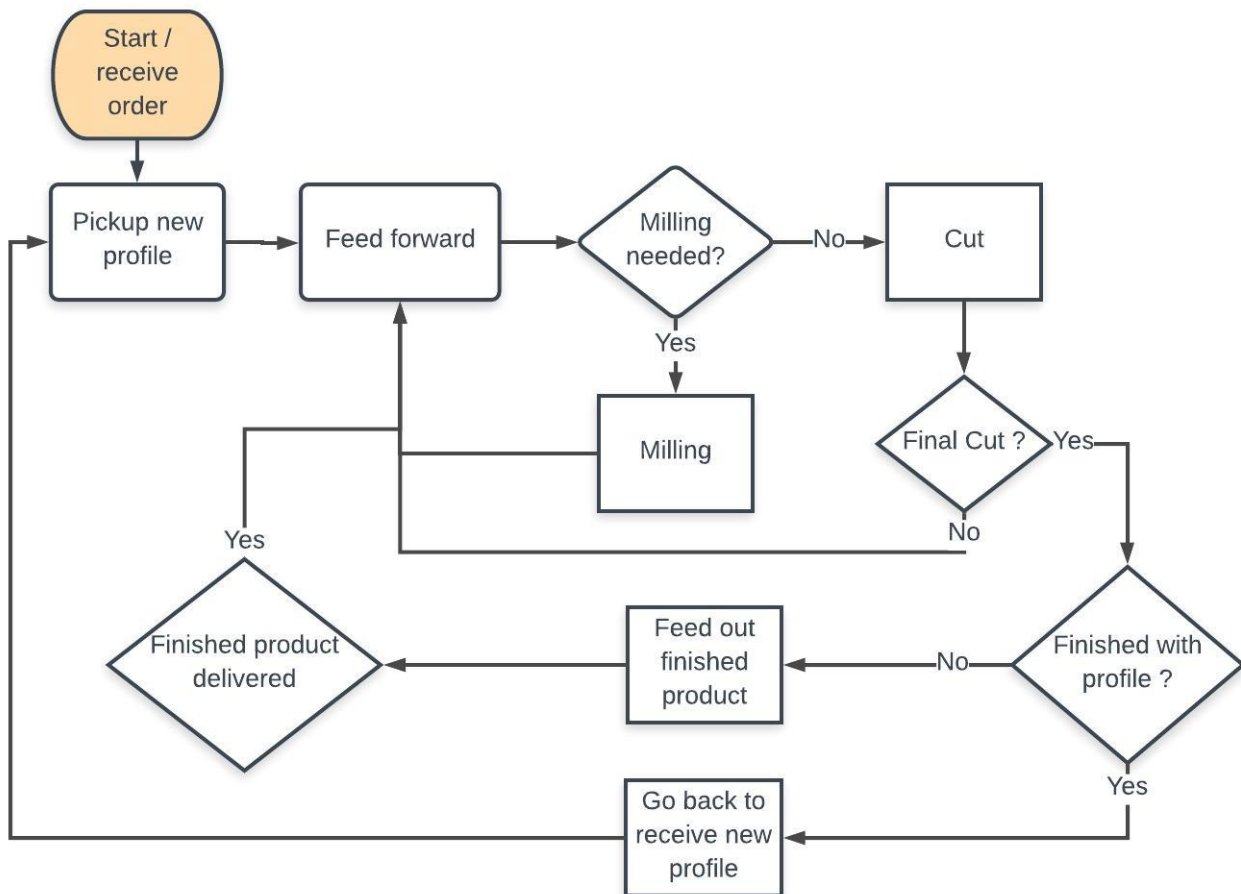 Start /
receive
order
Pickup new
profile
Feed forward
Milling
needed?
No
Cut
Yes
Milling
Final Cut ?
Yes
No
Yes
Finished product
delivered
Feed out
finished
product
No
Finished with
profile ?
Yes
Go back to
receive new
profile